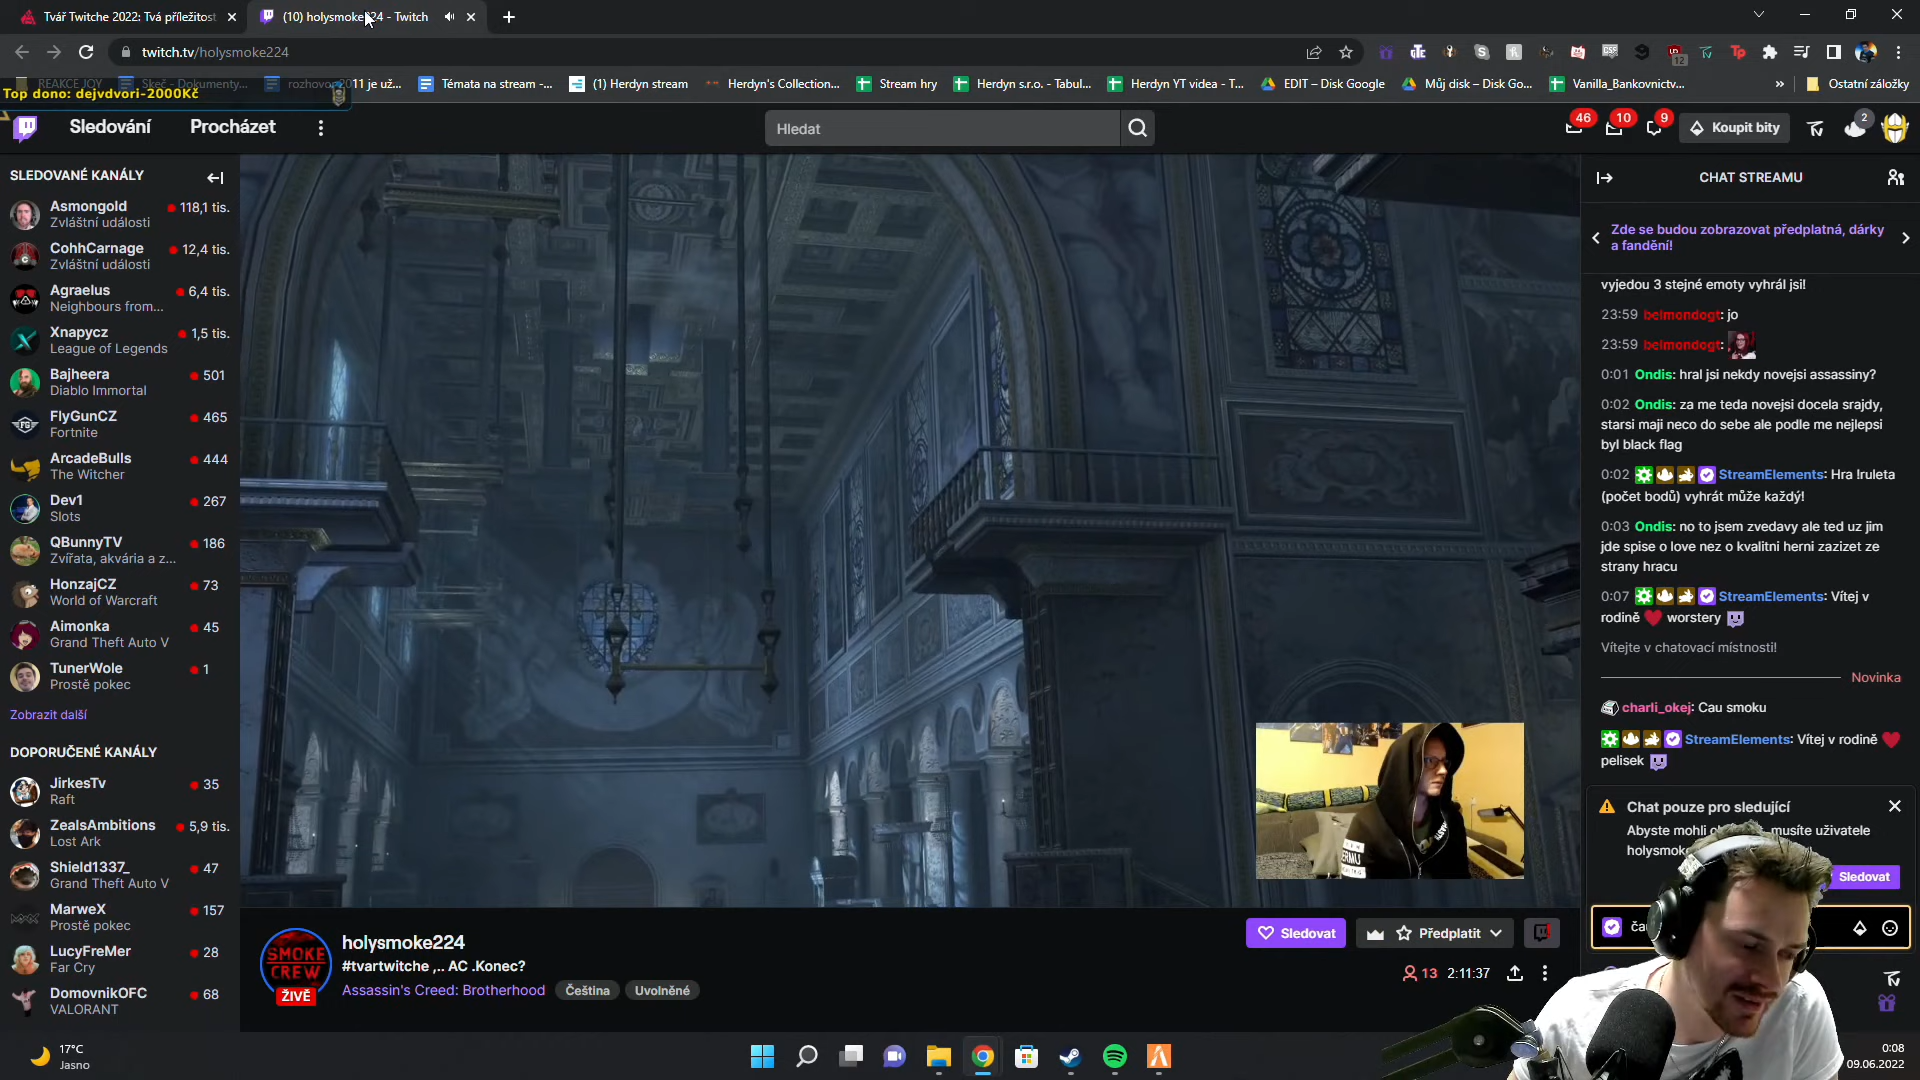 Tvář Twitche 2022: Tvá příležitost
(10) holysmoke224 - Twitch
twitch.tv/holysmoke224
REAKCE JOY
Skeč - Dokumenty...
rozhovor 2011 je už...
Témata na stream -...
(1) Herdyn stream
Herdyn's Collection...
Stream hry
Herdyn s.r.o. - Tabul...
Herdyn YT videa - T...
EDIT – Disk Google
Můj disk – Disk Go...
Vanilla_Bankovnictv...
»
Ostatní záložky
Top dono: dejvdvori-2000Kč
Sledování
Procházet
Hledat
46
10
9
Koupit bity
2
SLEDOVANÉ KANÁLY
Asmongold
118,1 tis.
Zvláštní události
CohhCarnage
12,4 tis.
Zvláštní události
Agraelus
6,4 tis.
Neighbours from...
Xnapycz
1,5 tis.
League of Legends
Bajheera
501
Diablo Immortal
FlyGunCZ
465
Fortnite
ArcadeBulls
444
The Witcher
Dev1
267
Slots
QBunnyTV
186
Zvířata, akvária a z...
HonzajCZ
73
World of Warcraft
Aimonka
45
Grand Theft Auto V
TunerWole
1
Prostě pokec
Zobrazit další
DOPORUČENÉ KANÁLY
JirkesTv
35
Raft
ZealsAmbitions
5,9 tis.
Lost Ark
Shield1337_
47
Grand Theft Auto V
MarweX
157
Prostě pokec
LucyFreMer
28
Far Cry
DomovnikOFC
68
VALORANT
SMOKE
CREW
ŽIVĚ
holysmoke224
#tvartwitche ,.. AC .Konec?
Assassin's Creed: Brotherhood
Čeština
Uvolněné
Sledovat
Předplatit
13
2:11:37
CHAT STREAMU
Zde se budou zobrazovat předplatná, dárky
a fandění!
vyjedou 3 stejné emoty vyhrál jsi!
23:59 belmondogt: jo
23:59 belmondogt:
0:01 Ondis: hral jsi nekdy novejsi assassiny?
0:02 Ondis: za me teda novejsi docela srajdy,
starsi maji neco do sebe ale podle me nejlepsi
byl black flag
0:02 StreamElements: Hra !ruleta
(počet bodů) vyhrát může každý!
0:03 Ondis: no to jsem zvedavy ale ted uz jim
jde spise o love nez o kvalitni herni zazizet ze
strany hracu
0:07 StreamElements: Vítej v
rodině worstery
Vítejte v chatovací místnosti!
Novinka
charli_okej: Cau smoku
StreamElements: Vítej v rodině
pelisek
Chat pouze pro sledující
Abyste mohli musíte uživatele
Sledovat
17°C
Jasno
0:08
09.06.2022